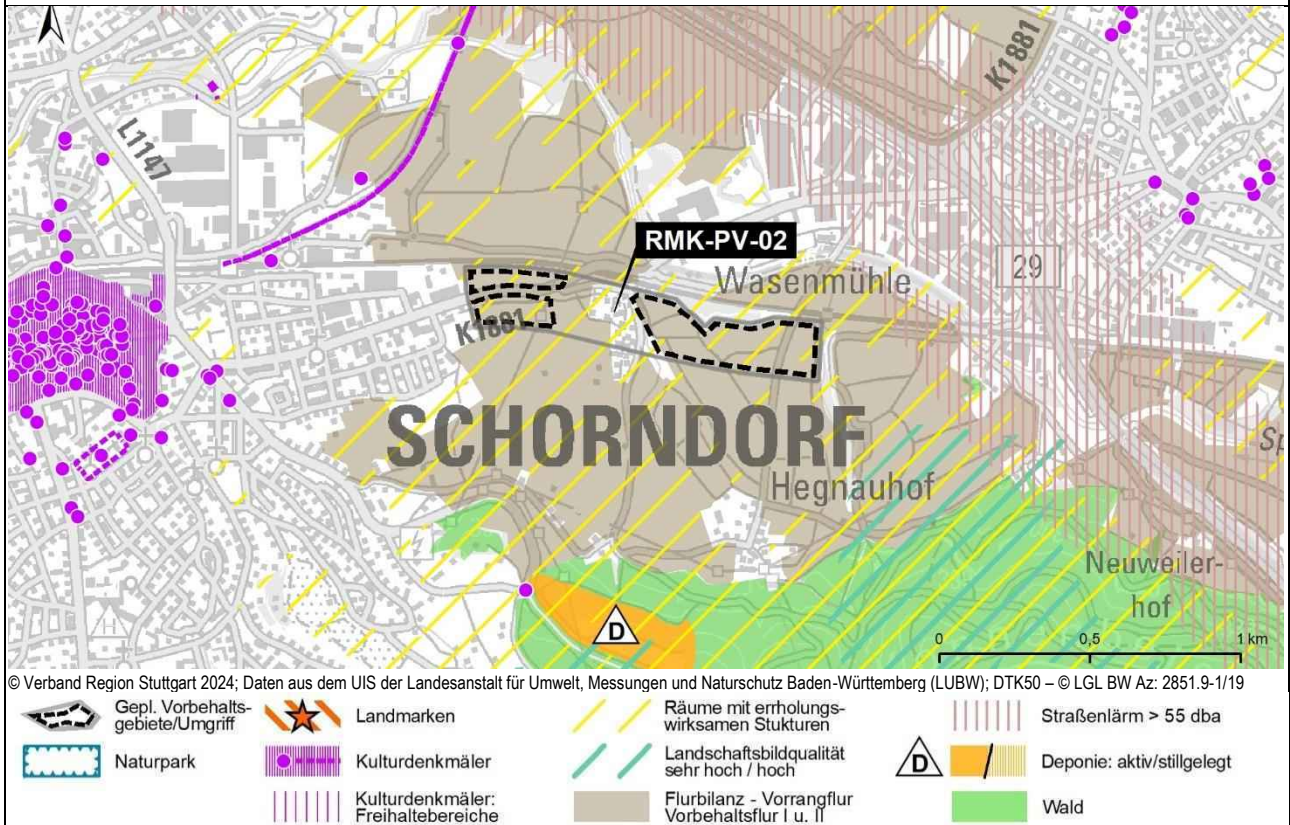 K1881
L1147
RMK-PV-02
Wasenmühle
29
K1881
SCHORNDORF
Hegnauhof
Sp
Neuweiler-
hof
D
0 0,5 1 km
© Verband Region Stuttgart 2024; Daten aus dem UIS der Landesanstalt für Umwelt, Messungen und Naturschutz Baden-Württemberg (LUBW); DTK50 – © LGL BW Az: 2851.9-1/19
Gepl. Vorbehalts-
gebiete/Umgriff
Naturpark
Landmarken
Kulturdenkmäler
Kulturdenkmäler:
Freihaltebereiche
Räume mit errholungs-
wirksamen Stukturen
Landschaftsbildqualität
sehr hoch / hoch
Flurbilanz - Vorrangflur
Vorbehaltsflur I u. II
Straßenlärm > 55 dba
D
Deponie: aktiv/stillgelegt
Wald